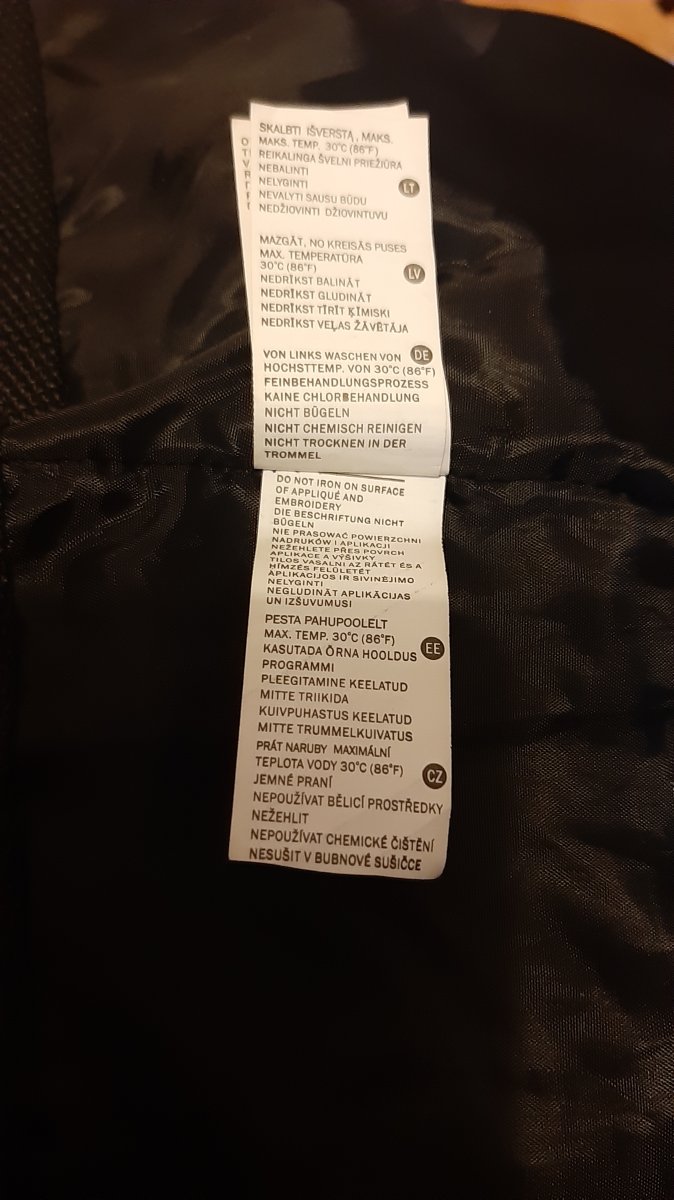 SKALBTI IŠVERSTĄ, MAKS.
MAKS. TEMP. 30°C (86°F)
REIKALINGA ŠVELNI PRIEŽIŪRA
NEBALINTI
NELYGINTI
NEVALYTI SAUSU BŪDU
NEDŽIOVINTI DŽIOVINTUVU
LT
MAZGĀT, NO KREISĀS PUSES
MAX. TEMPERATŪRA
30°C (86°F)
NEDRĪKST BALINĀT
NEDRĪKST GLUDINĀT
NEDRĪKST TĪRĪT ĶIMISKI
NEDRĪKST VEĻAS ŽĀVĒTĀJA
LV
VON LINKS WASCHEN VON DE
HOCHSTTEMP. VON 30°C (86°F)
FEINBEHANDLUNGSPROZESS
KAINE CHLORBEHANDLUNG
NICHT BÜGELN
NICHT CHEMISCH REINIGEN
NICHT TROCKNEN IN DER
TROMMEL
DO NOT IRON ON SURFACE
OF APPLIQUÉ AND
EMBROIDERY
DIE BESCHRIFTUNG NICHT
BÜGELN
NIE PRASOWAĆ POWIERZCHNI
NADRUKÓW I APLIKACJI
NEŽEHLETE PŘES POVRCH
APLIKACE A VÝŠIVKY
TILOS VASALNI AZ RÁTÉT ÉS A
HÍMZÉS FELÜLETÉT
APLIKACIJOS IR SIVINĖJIMO
NELYGINTI
NEGLUDINĀT APLIKĀCIJAS
UN IZŠUVUMUSI
PESTA PAHUPOOLELT
MAX. TEMP. 30°C (86°F)
KASUTADA ÕRNA HOOLDUS EE
PROGRAMMI
PLEEGITAMINE KEELATUD
MITTE TRIIKIDA
KUIVPUHASTUS KEELATUD
MITTE TRUMMELKUIVATUS
PRÁT NARUBY MAXIMÁLNÍ
TEPLOTA VODY 30°C (86°F) CZ
JEMNÉ PRANÍ
NEPOUŽÍVAT BĚLICÍ PROSTŘEDKY
NEŽEHLIT
NEPOUŽÍVAT CHEMICKÉ ČIŠTĚNÍ
NESUŠIT V BUBNOVÉ SUŠIČCE